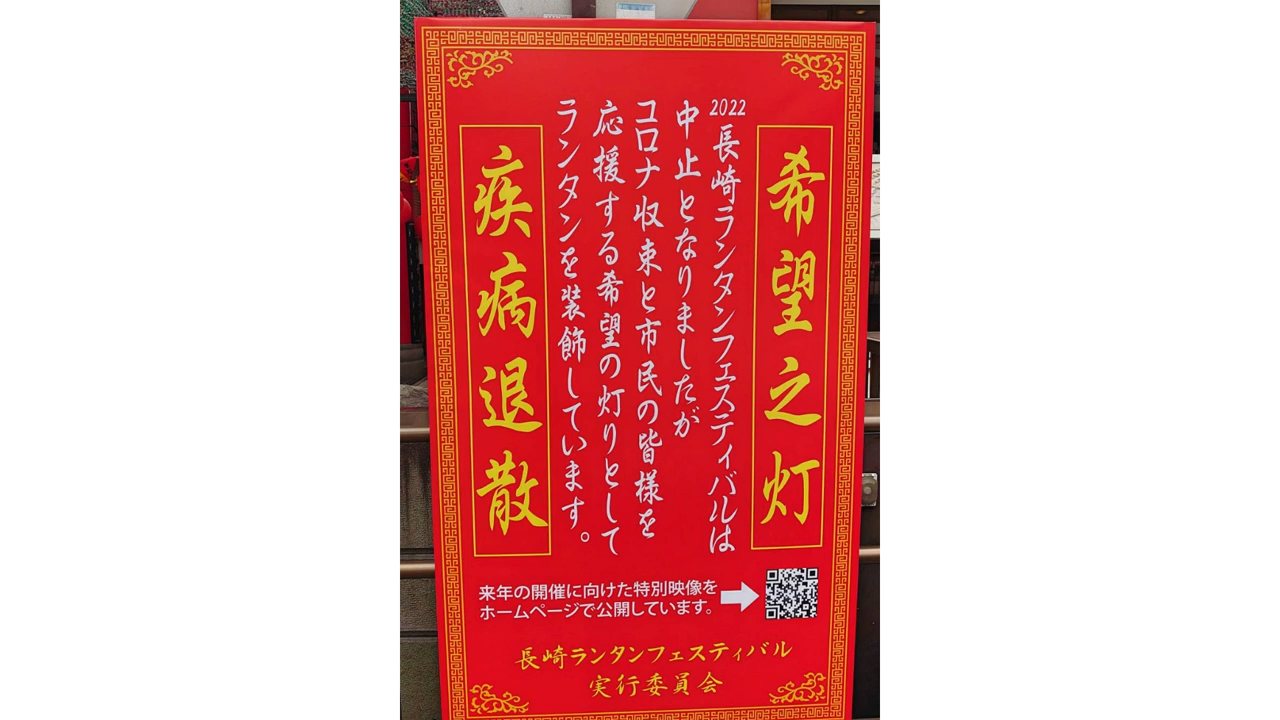 希望之灯
2022長崎ランタンフェスティバルは
中止となりましたが
コロナ収束と市民の皆様を
応援する希望の灯りとして
ランタンを装飾しています。
疾病退散
来年の開催に向けた特別映像を
ホームページで公開しています。
長崎ランタンフェスティバル
実行委員会